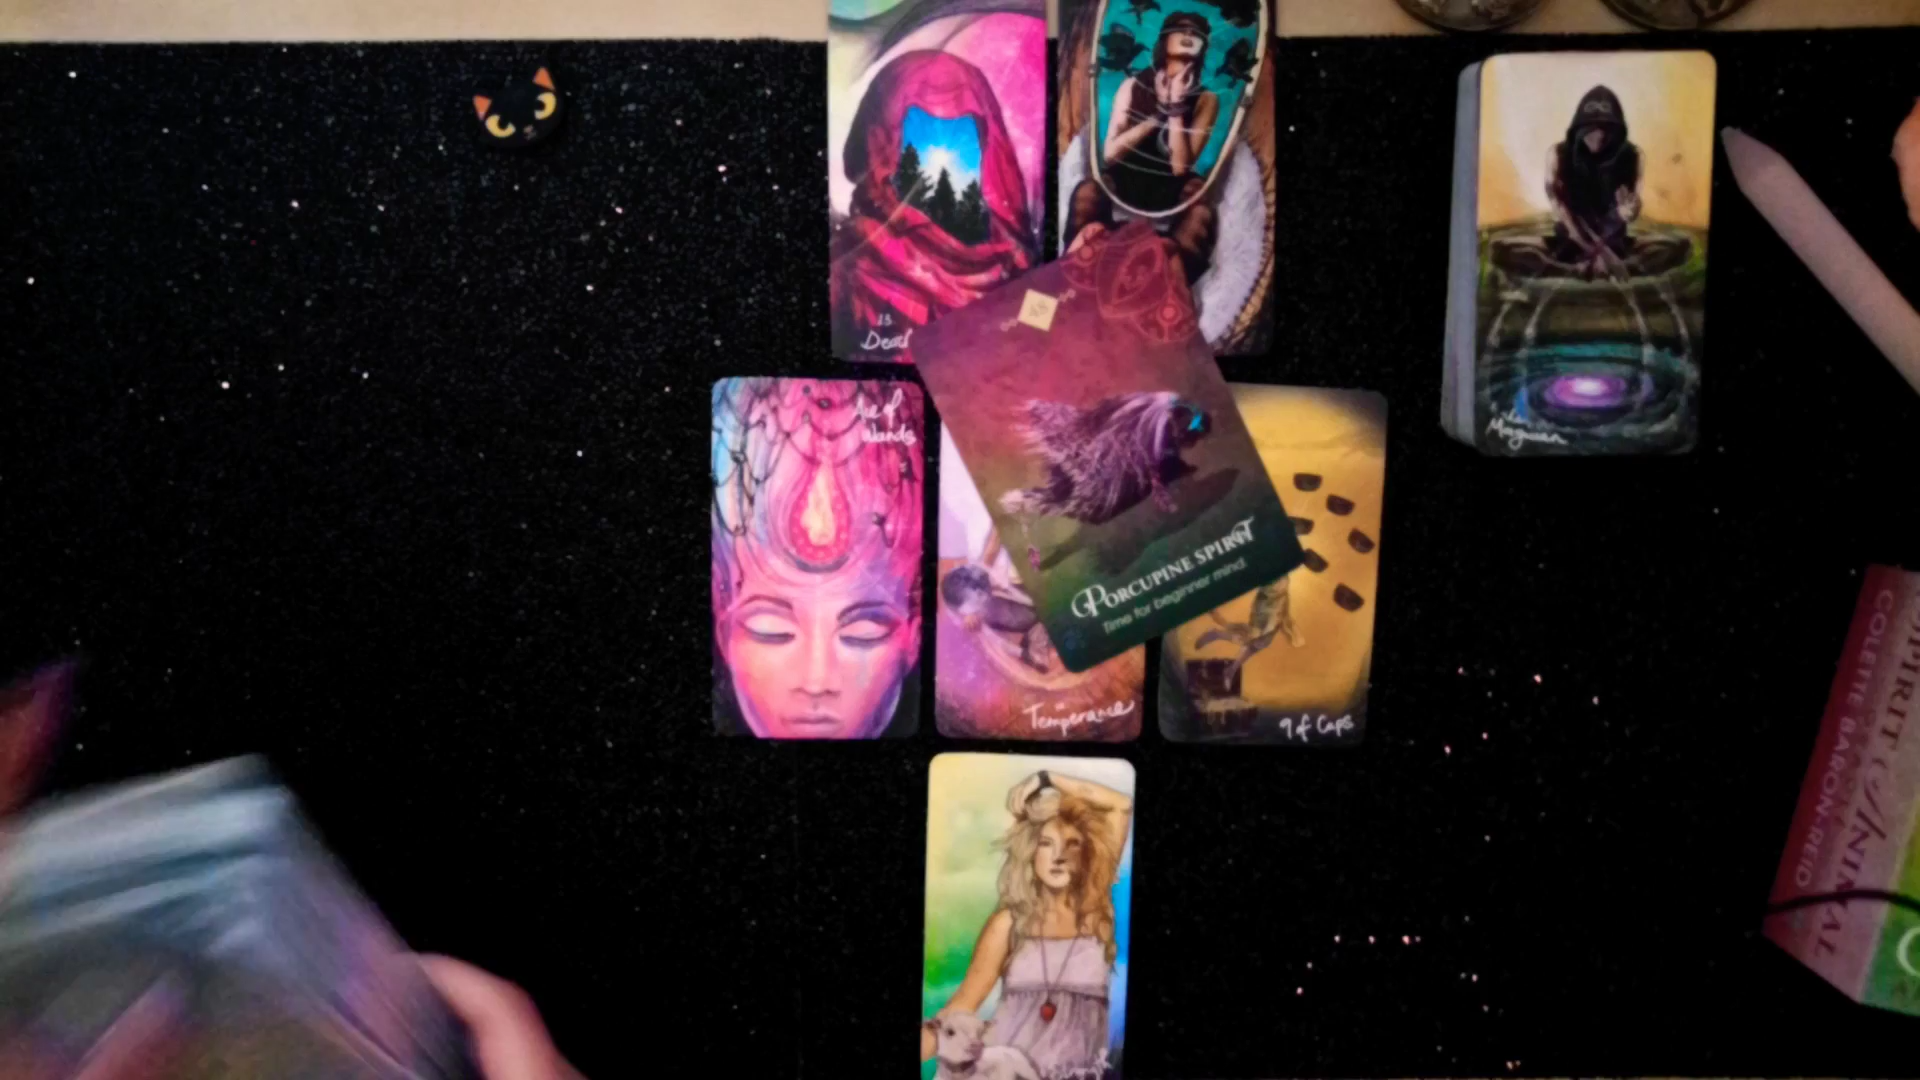 13
Death
Ace of
Wands
PORCUPINE SPIRIT
Time for beginner mind.
Temperance
9 of Cups
Strength
SPIRIT ANIMAL
COLETTE BARON-REID